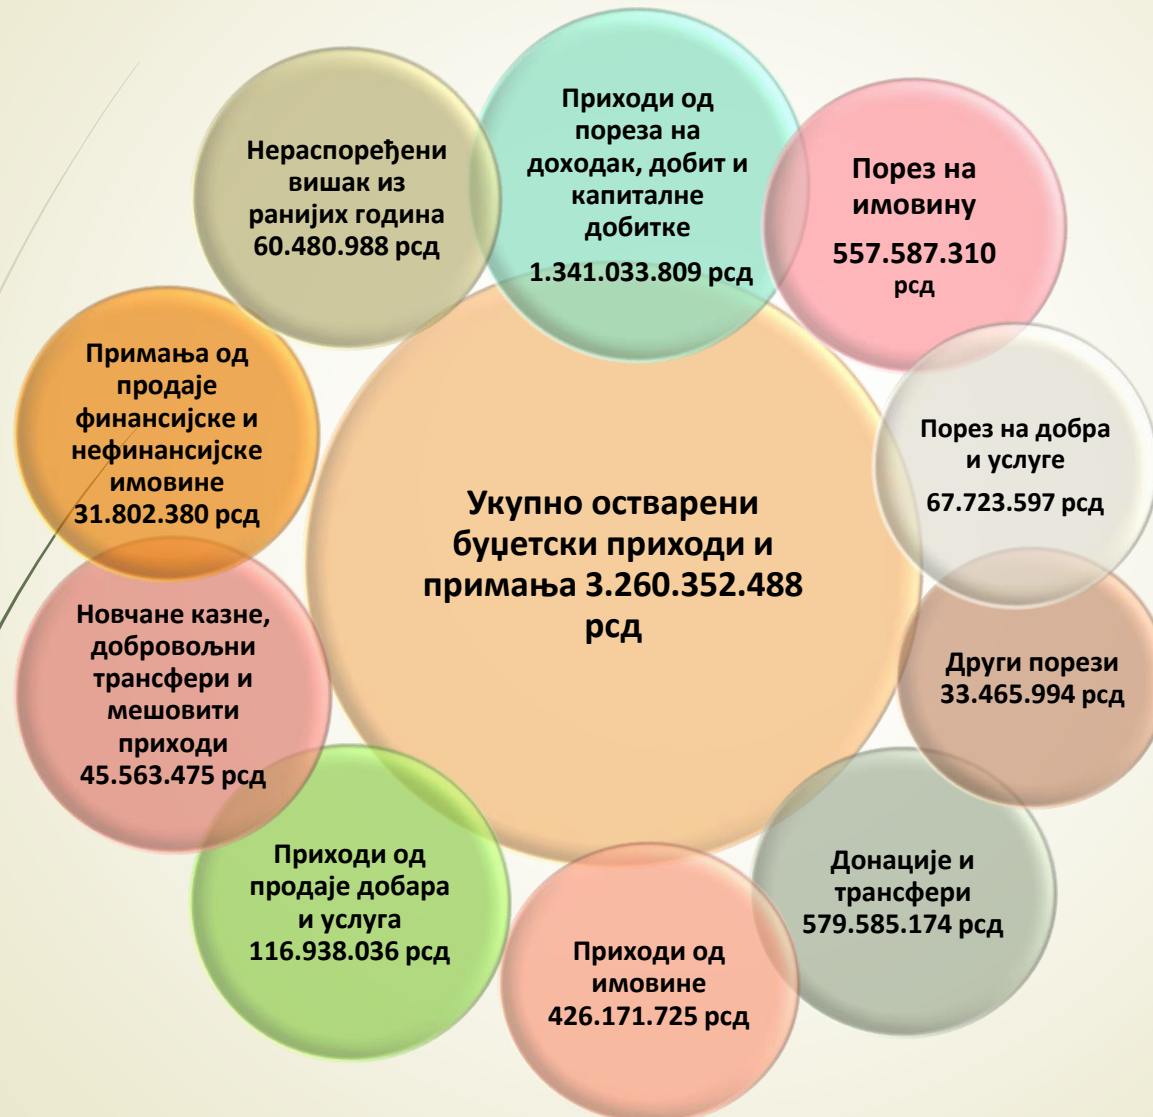 Приходи од
пореза на
доходак, добит и
капиталне
добитке
1.341.033.809 рсд
Порез на
имовину
557.587.310
рсд
Порез на добра
и услуге
67.723.597 рсд
Други порези
33.465.994 рсд
Донације и
трансфери
579.585.174 рсд
Приходи од
имовине
426.171.725 рсд
Приходи од
продаје добара
и услуга
116.938.036 рсд
Новчане казне,
добровољни
трансфери и
мешовити
приходи
45.563.475 рсд
Примања од
продаје
финансијске и
нефинансијске
имовине
31.802.380 рсд
Нераспоређени
вишак из
ранијих година
60.480.988 рсд
Укупно остварени
буџетски приходи и
примања 3.260.352.488
рсд